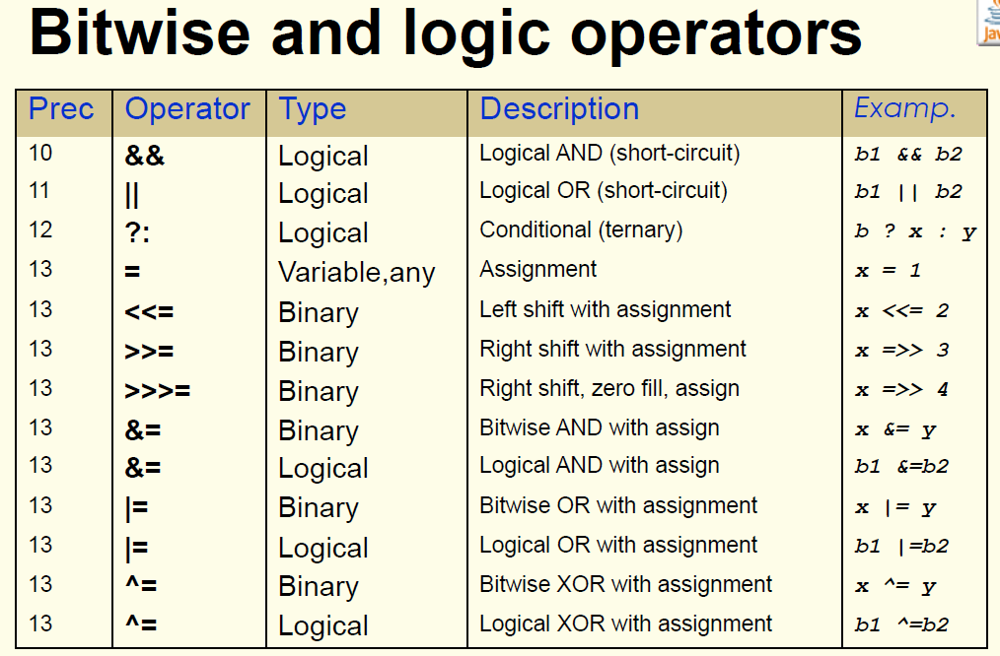 Bitwise and logic operators
Prec Operator Type Description Examp.
10 && Logical Logical AND (short-circuit) b1 && b2
11 || Logical Logical OR (short-circuit) b1 || b2
12 ?: Logical Conditional (ternary) b ? x : y
13 = Variable,any Assignment x = 1
13 <<= Binary Left shift with assignment x <<= 2
13 >>= Binary Right shift with assignment x =>> 3
13 >>>= Binary Right shift, zero fill, assign x =>> 4
13 &= Binary Bitwise AND with assign x &= y
13 &= Logical Logical AND with assign b1 &=b2
13 |= Binary Bitwise OR with assignment x |= y
13 |= Logical Logical OR with assignment b1 |=b2
13 ^= Binary Bitwise XOR with assignment x ^= y
13 ^= Logical Logical XOR with assignment b1 ^=b2